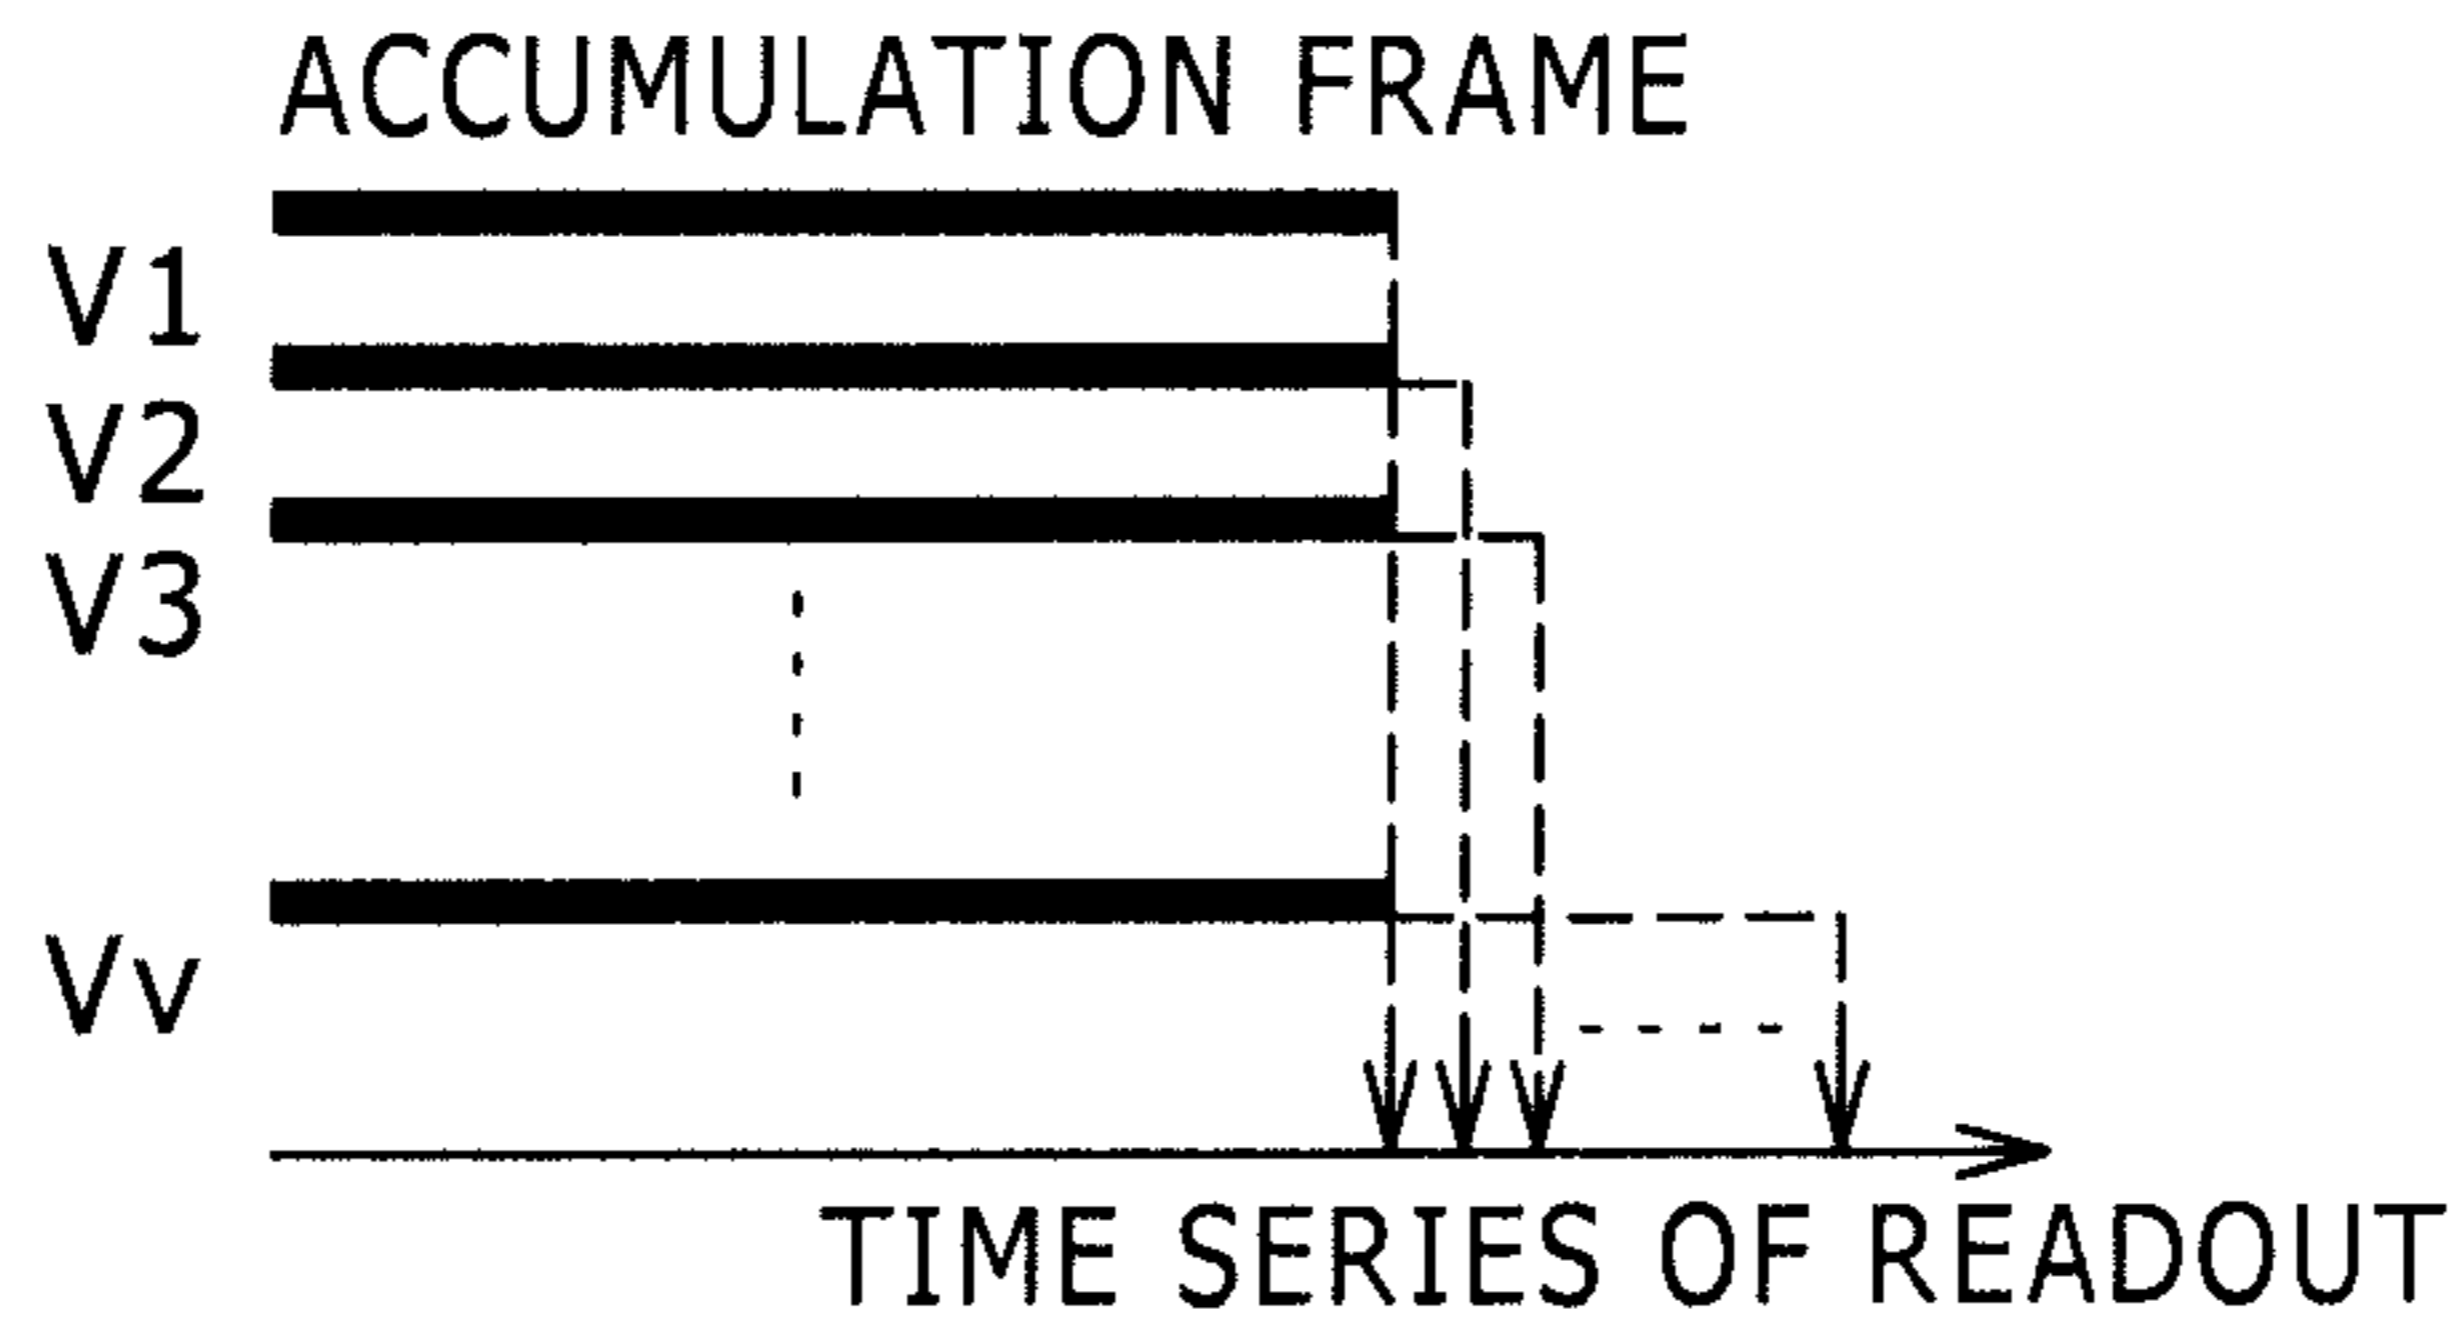 ACCUMULATION FRAME
V1
V2
V3
Vv
TIME SERIES OF READOUT